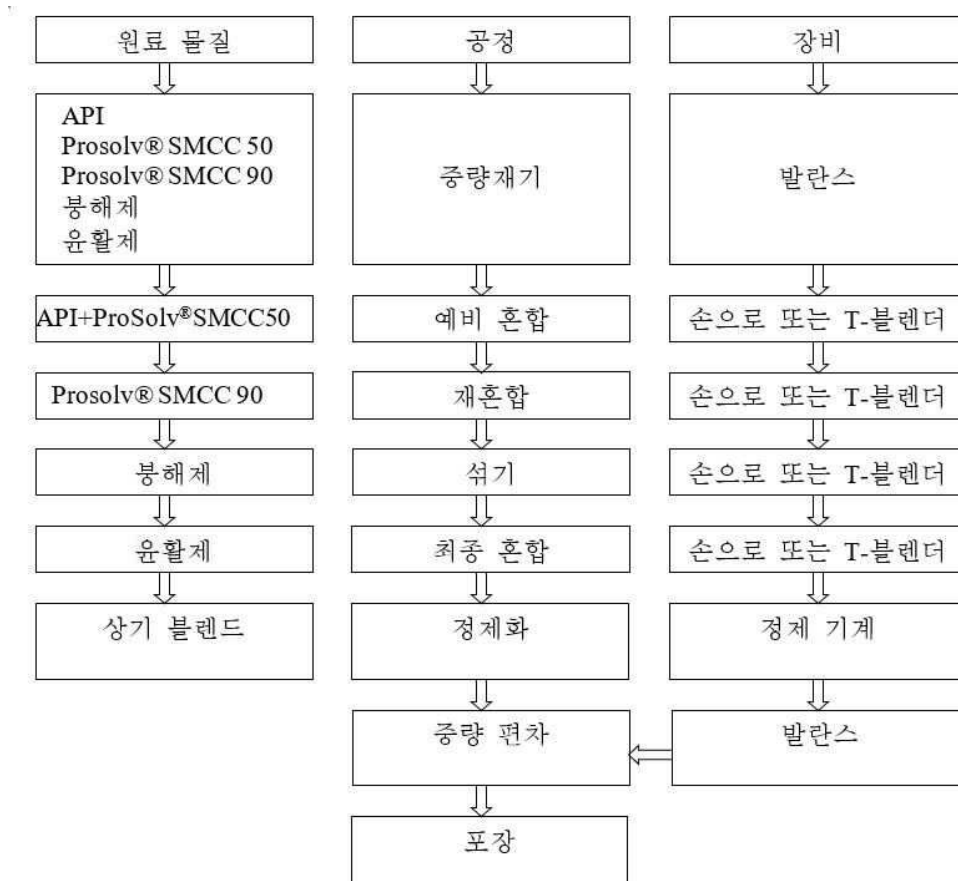 원료 물질
공정
장비
API
Prosolv® SMCC 50
Prosolv® SMCC 90
붕해제
윤활제
중량재기
발란스
API+ProSolv®SMCC50
예비 혼합
손으로 또는 T-블렌더
Prosolv® SMCC 90
재혼합
손으로 또는 T-블렌더
붕해제
섞기
손으로 또는 T-블렌더
윤활제
최종 혼합
손으로 또는 T-블렌더
상기 블렌드
정제화
정제 기계
중량 편차
발란스
포장